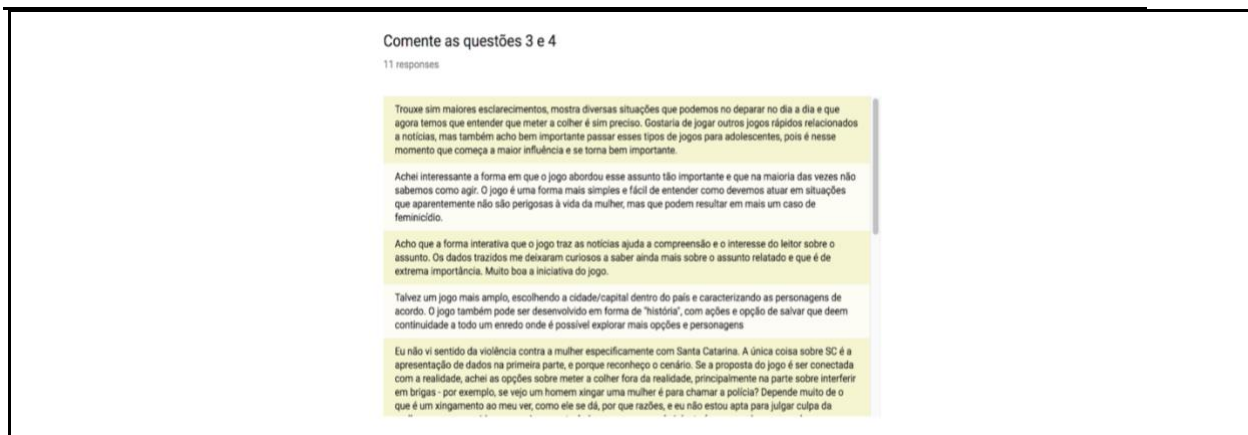 Comente as questões 3 e 4
11 responses
Trouxe sim maiores esclarecimentos, mostra diversas situações que podemos no deparar no dia a dia e que
agora temos que entender que meter a colher é sim preciso. Gostaria de jogar outros jogos rápidos relacionados
a notícias, mas também acho bem importante passar esses tipos de jogos para adolescentes, pois é nesse
momento que começa a maior influência e se torna bem importante.
Achei interessante a forma em que o jogo abordou esse assunto tão importante e que na maioria das vezes não
sabemos como agir. O jogo é uma forma mais simples e fácil de entender como devemos atuar em situações
que aparentemente não são perigosas à vida da mulher, mas que podem resultar em mais um caso de
feminicídio.
Acho que a forma interativa que o jogo traz as notícias ajuda a compreensão e o interesse do leitor sobre o
assunto. Os dados trazidos me deixaram curiosos a saber ainda mais sobre o assunto relatado e que é de
extrema importância. Muito boa a iniciativa do jogo.
Talvez um jogo mais amplo, escolhendo a cidade/capital dentro do país e caracterizando as personagens de
acordo. O jogo também pode ser desenvolvido em forma de "história", com ações e opção de salvar que deem
continuidade a todo um enredo onde é possível explorar mais opções e personagens
Eu não vi sentido da violência contra a mulher especificamente com Santa Catarina. A única coisa sobre SC é a
apresentação de dados na primeira parte, e porque reconheço o cenário. Se a proposta do jogo é ser conectada
com a realidade, achei as opções sobre meter a colher fora da realidade, principalmente na parte sobre interferir
em brigas - por exemplo, se vejo um homem xingar uma mulher é para chamar a polícia? Depende muito de o
que é um xingamento ao meu ver, como ele se dá, por que razões, e eu não estou apta para julgar culpa da